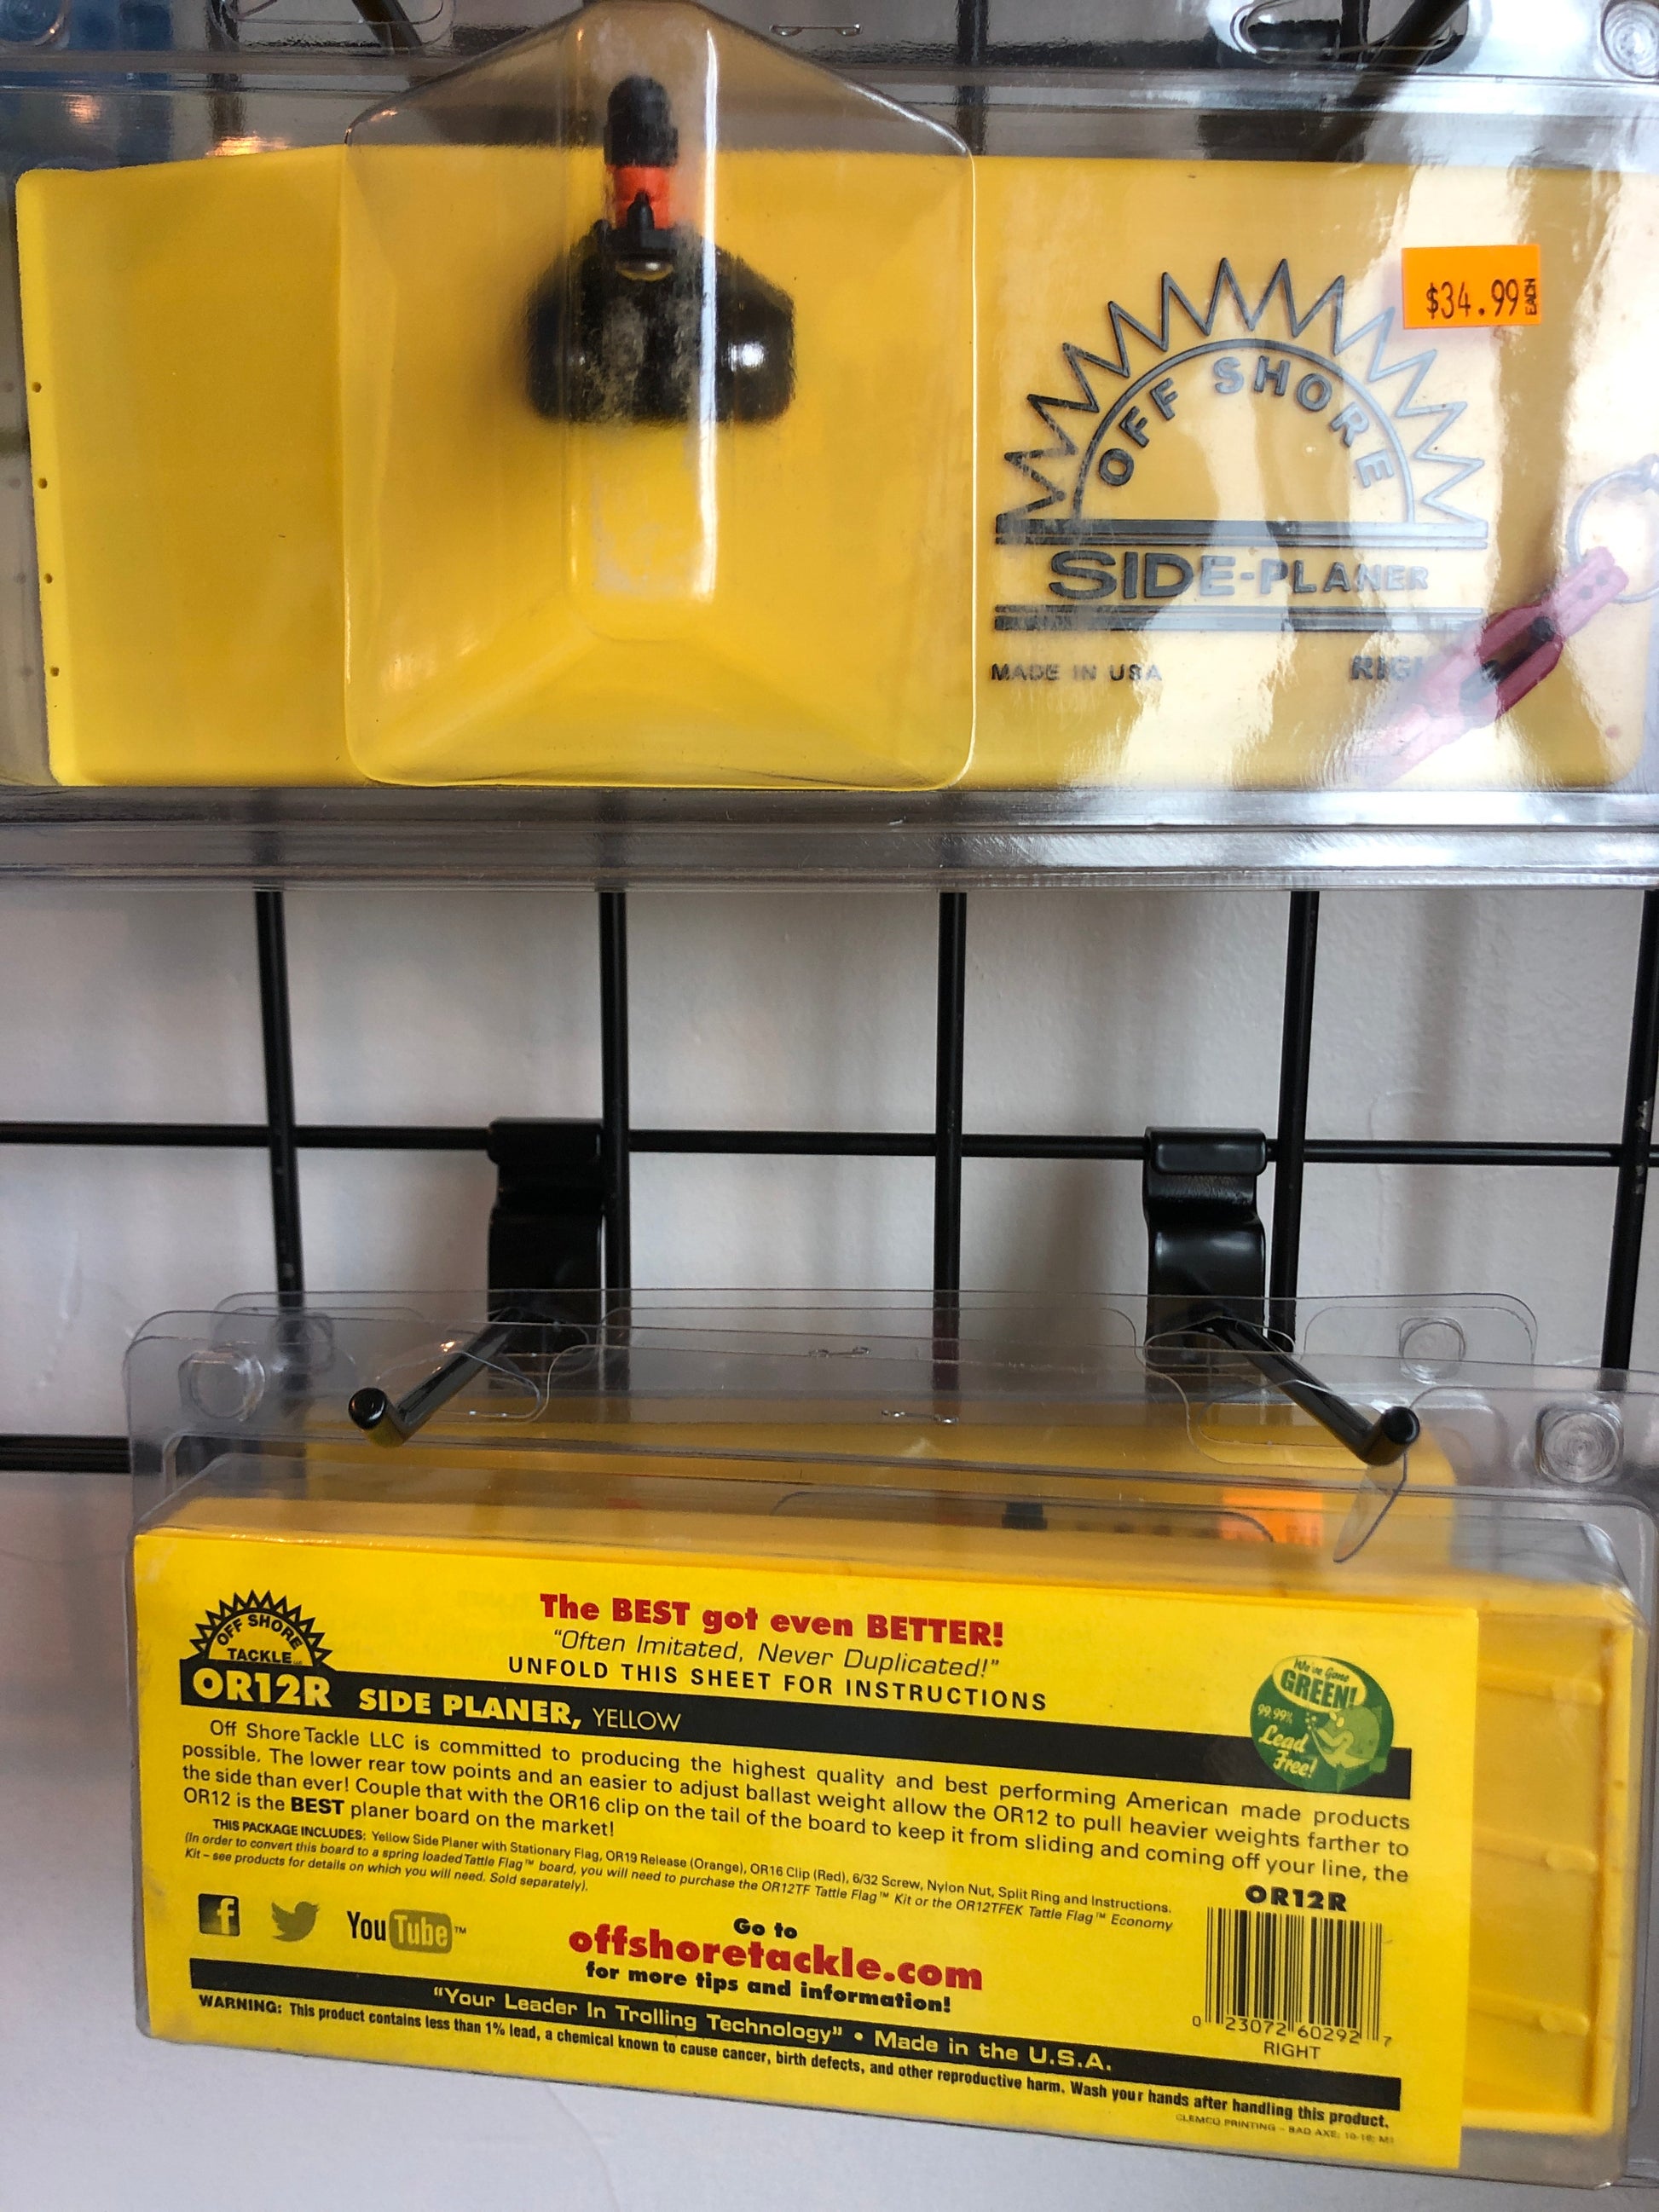 $34.99 EACH
OFF SHORE
SIDE-PLANER
MADE IN USA
OFF SHORE
TACKLE
The BEST got even BETTER!
"Often Imitated, Never Duplicated!"
UNFOLD THIS SHEET FOR INSTRUCTIONS
OR12R SIDE PLANER, YELLOW
We've Gone
GREEN!
99.99%
Lead
Free!
Off Shore Tackle LLC is committed to producing the highest quality and best performing American made products
possible. The lower rear tow points and an easier to adjust ballast weight allow the OR12 to pull heavier weights farther to
the side than ever! Couple that with the OR16 clip on the tail of the board to keep it from sliding and coming off your line, the
OR12 is the BEST planer board on the market!
THIS PACKAGE INCLUDES: Yellow Side Planer with Stationary Flag, OR19 Release (Orange), OR16 Clip (Red), 6/32 Screw, Nylon Nut, Split Ring and Instructions.
(In order to convert this board to a spring loaded Tattle Flag™ board, you will need to purchase the OR12TF Tattle Flag™ Kit or the OR12TFEK Tattle Flag™ Economy
Kit – see products for details on which you will need. Sold separately).
OR12R
f
YouTube™
Go to
offshoretackle.com
for more tips and information!
0 23072 60292 7
RIGHT
"Your Leader In Trolling Technology" • Made in the U.S.A.
WARNING: This product contains less than 1% lead, a chemical known to cause cancer, birth defects, and other reproductive harm. Wash your hands after handling this product.
CLEMCO PRINTING – BAD AXE,